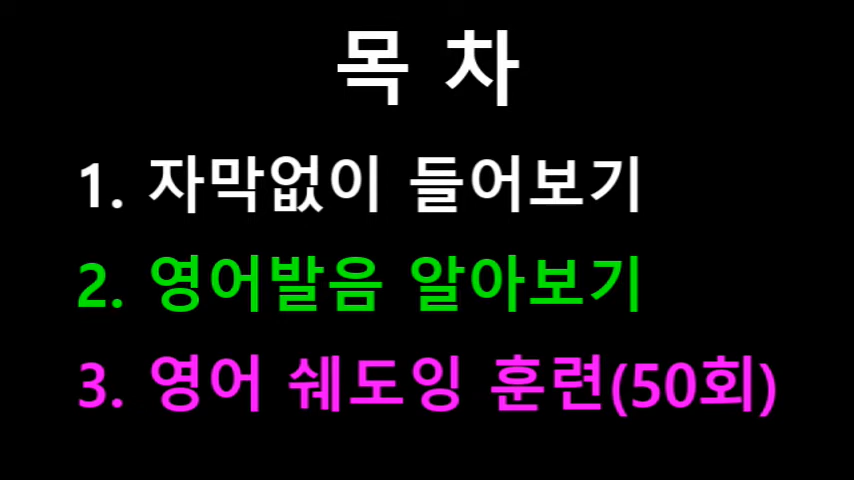 목 차
1. 자막없이 들어보기
2. 영어발음 알아보기
3. 영어 쉐도잉 훈련(50회)